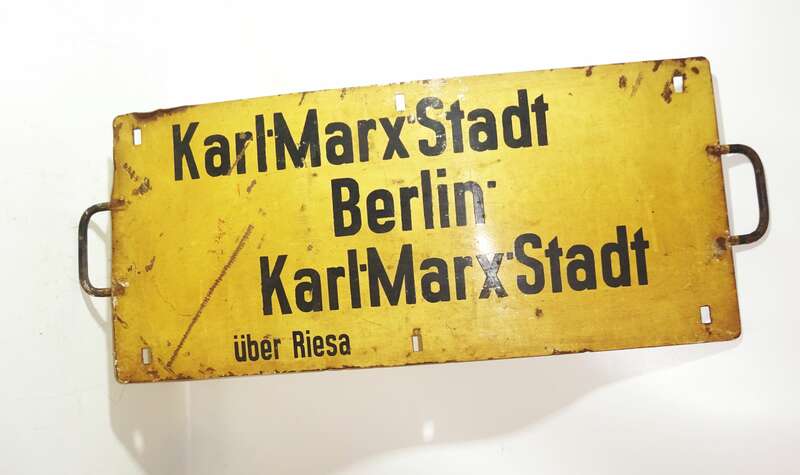 Karl-Marx-Stadt
Berlin-
Karl-Marx-Stadt
über Riesa